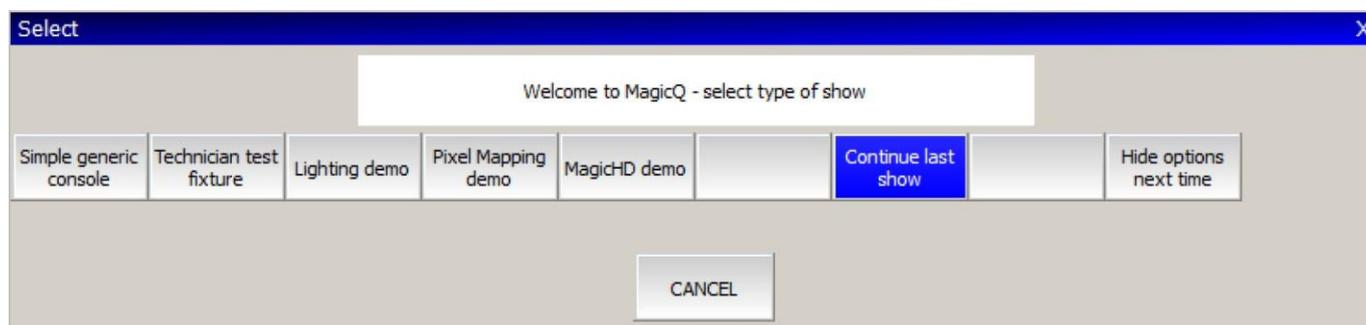 Select X
Welcome to MagicQ - select type of show
Simple generic
console
Technician test
fixture
Lighting demo
Pixel Mapping
demo
MagicHD demo
Continue last
show
Hide options
next time
CANCEL